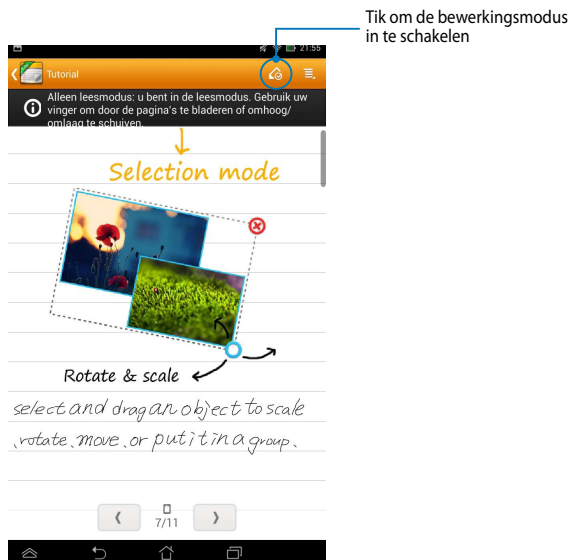 Tik om de bewerkingsmodus
in te schakelen
21:55
Tutorial
Alleen leesmodus: u bent in de leesmodus. Gebruik uw
vinger om door de pagina's te bladeren of omhoog/
omlaag te schuiven.
Selection mode
Rotate & scale
select and drag an object to scale
、rotate、move、or put it in a group、
7/11